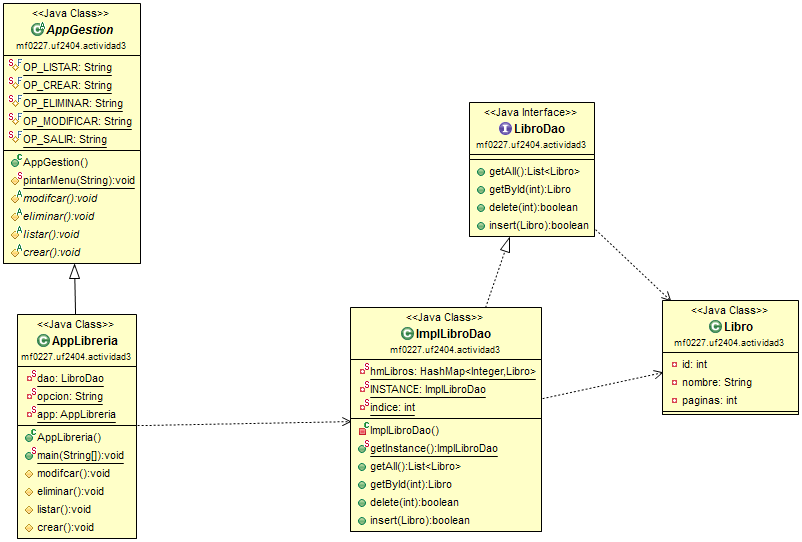 <<Java Class>>
AppGestion
mf0227.uf2404.actividad3
OP_LISTAR: String
OP_CREAR: String
OP_ELIMINAR: String
OP_MODIFICAR: String
OP_SALIR: String
AppGestion()
pintarMenu(String):void
modifcar():void
eliminar():void
listar():void
crear():void
<<Java Interface>>
LibroDao
mf0227.uf2404.actividad3
getAll():List<Libro>
getById(int):Libro
delete(int):boolean
insert(Libro):boolean
<<Java Class>>
AppLibreria
mf0227.uf2404.actividad3
dao: LibroDao
opcion: String
app: AppLibreria
AppLibreria()
main(String[]):void
modifcar():void
eliminar():void
listar():void
crear():void
<<Java Class>>
ImplLibroDao
mf0227.uf2404.actividad3
hmLibros: HashMap<Integer,Libro>
INSTANCE: ImplLibroDao
indice: int
ImplLibroDao()
getInstance():ImplLibroDao
getAll():List<Libro>
getById(int):Libro
delete(int):boolean
insert(Libro):boolean
<<Java Class>>
Libro
mf0227.uf2404.actividad3
id: int
nombre: String
paginas: int